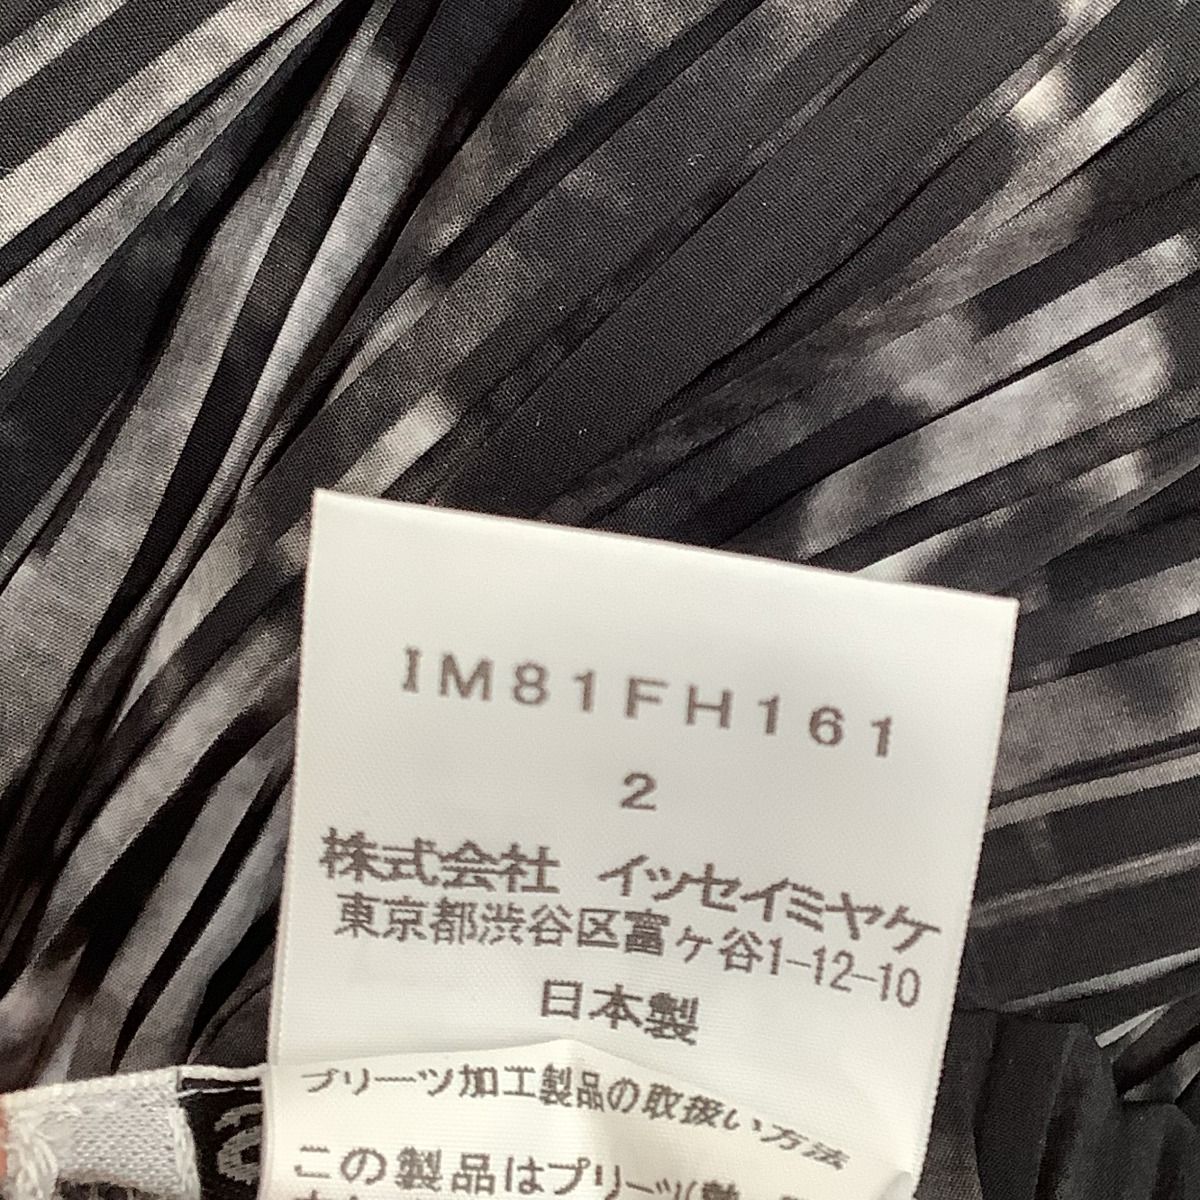 IM81FH161
2
株式会社 イッセイミヤケ
東京都渋谷区富ヶ谷1-12-10
日本製
プリーツ加工製品の取扱い方法
この製品はプリーツ(熱
a